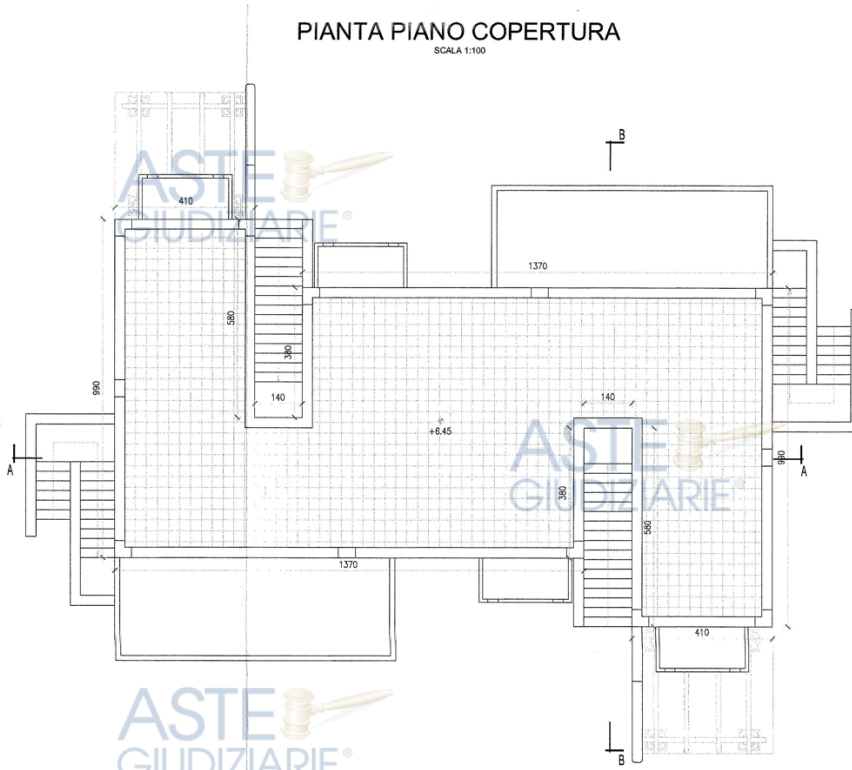 PIANTA PIANO COPERTURA
SCALA 1:100
B
ASTE
GIUDIZIARIE®
410
1370
580
380
990
140
140
+6.45
A
A
ASTE
GIUDIZIARIE®
990
380
580
1370
410
ASTE
GIUDIZIARIE®
B